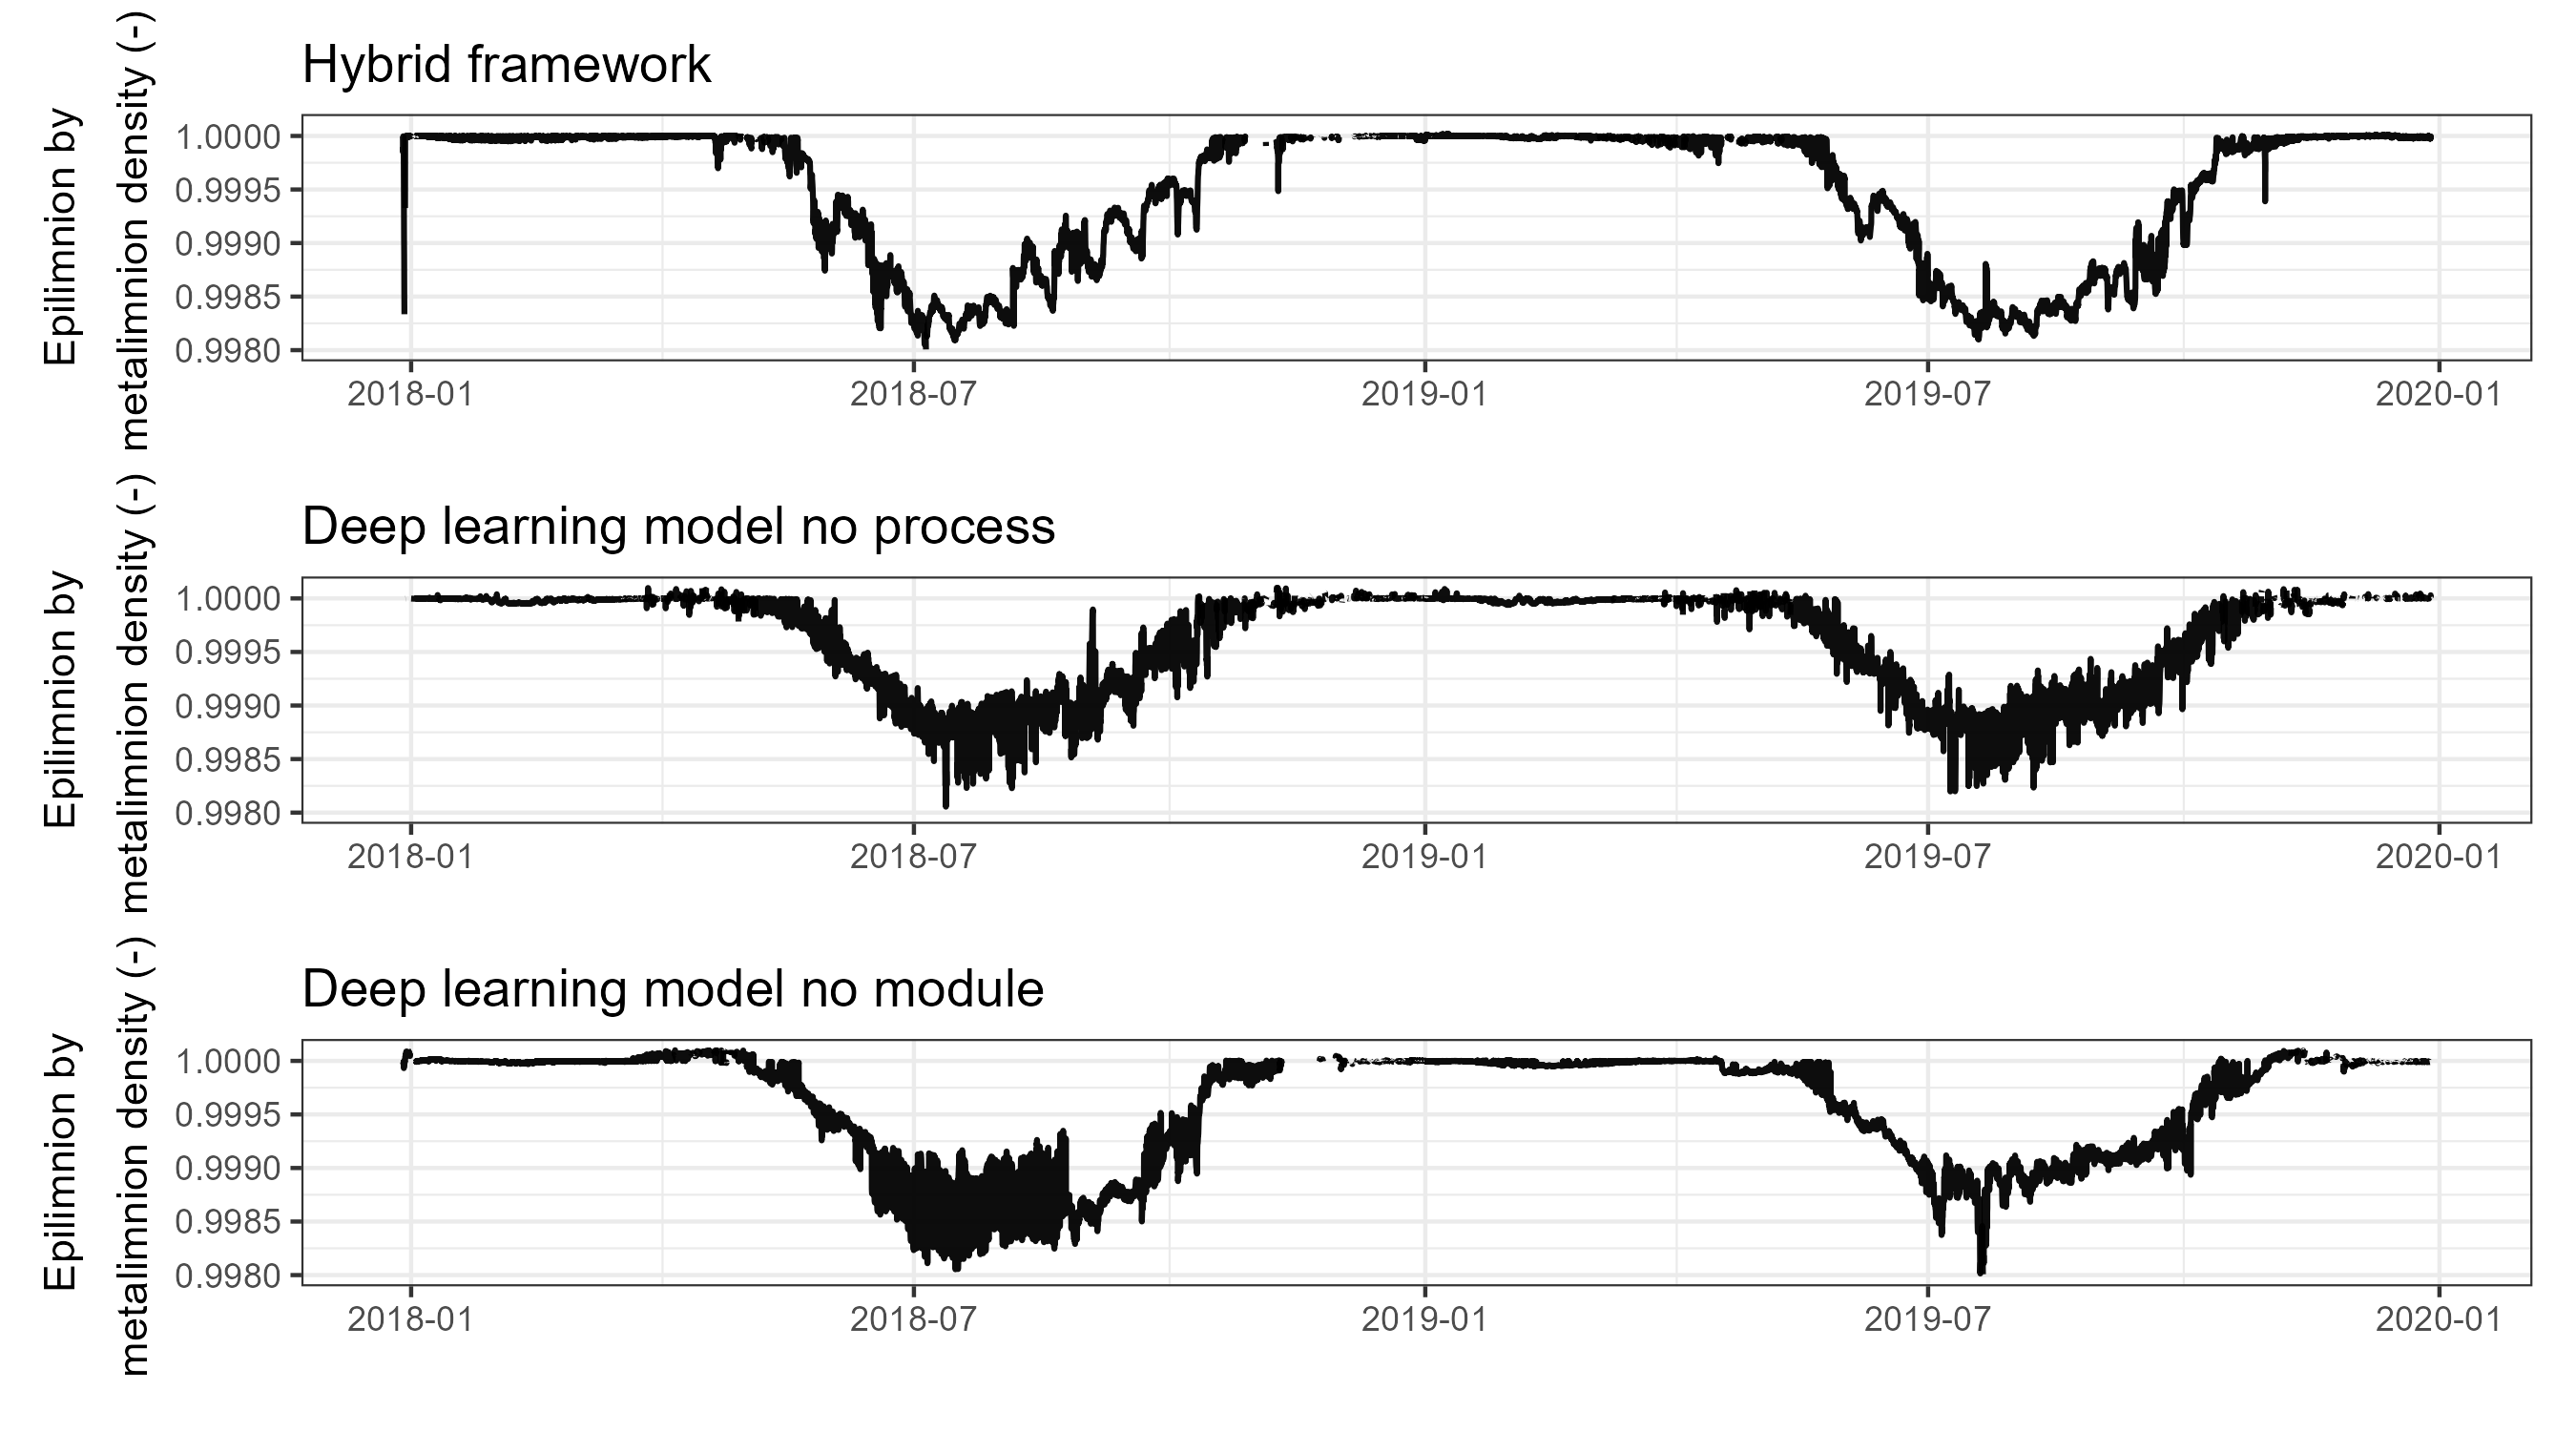 Hybrid framework
Epilimnion by
metalimnion density (-)
1.0000
0.9995
0.9990
0.9985
0.9980
2018-01 2018-07 2019-01 2019-07 2020-01
Deep learning model no process
Epilimnion by
metalimnion density (-)
1.0000
0.9995
0.9990
0.9985
0.9980
2018-01 2018-07 2019-01 2019-07 2020-01
Deep learning model no module
Epilimnion by
metalimnion density (-)
1.0000
0.9995
0.9990
0.9985
0.9980
2018-01 2018-07 2019-01 2019-07 2020-01